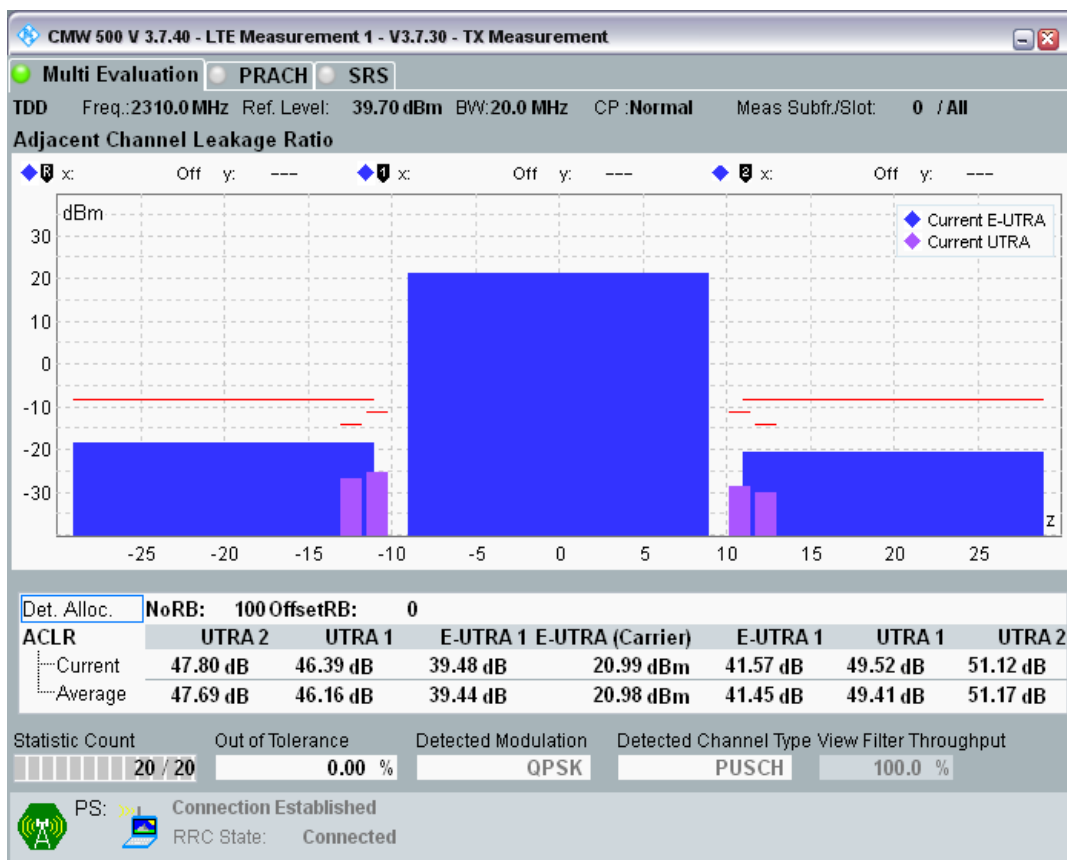 CMW 500 V 3.7.40 - LTE Measurement 1 - V3.7.30 - TX Measurement
Multi Evaluation PRACH SRS
TDD Freq.:2310.0 MHz Ref. Level: 39.70 dBm BW:20.0 MHz CP :Normal Meas Subfr./Slot: 0 / All
Adjacent Channel Leakage Ratio
R x: Off y: --- 1 x: Off y: --- 2 x: Off y: ---
dBm
Current E-UTRA
Current UTRA
30
20
10
0
-10
-20
-30
z
-25 -20 -15 -10 -5 0 5 10 15 20 25
Det. Alloc. NoRB: 100 OffsetRB: 0
ACLR UTRA 2 UTRA 1 E-UTRA 1 E-UTRA (Carrier) E-UTRA 1 UTRA 1 UTRA 2
Current 47.80 dB 46.39 dB 39.48 dB 20.99 dBm 41.57 dB 49.52 dB 51.12 dB
Average 47.69 dB 46.16 dB 39.44 dB 20.98 dBm 41.45 dB 49.41 dB 51.17 dB
Statistic Count Out of Tolerance Detected Modulation Detected Channel Type View Filter Throughput
20 / 20 0.00 % QPSK PUSCH 100.0 %
PS: Connection Established
RRC State: Connected